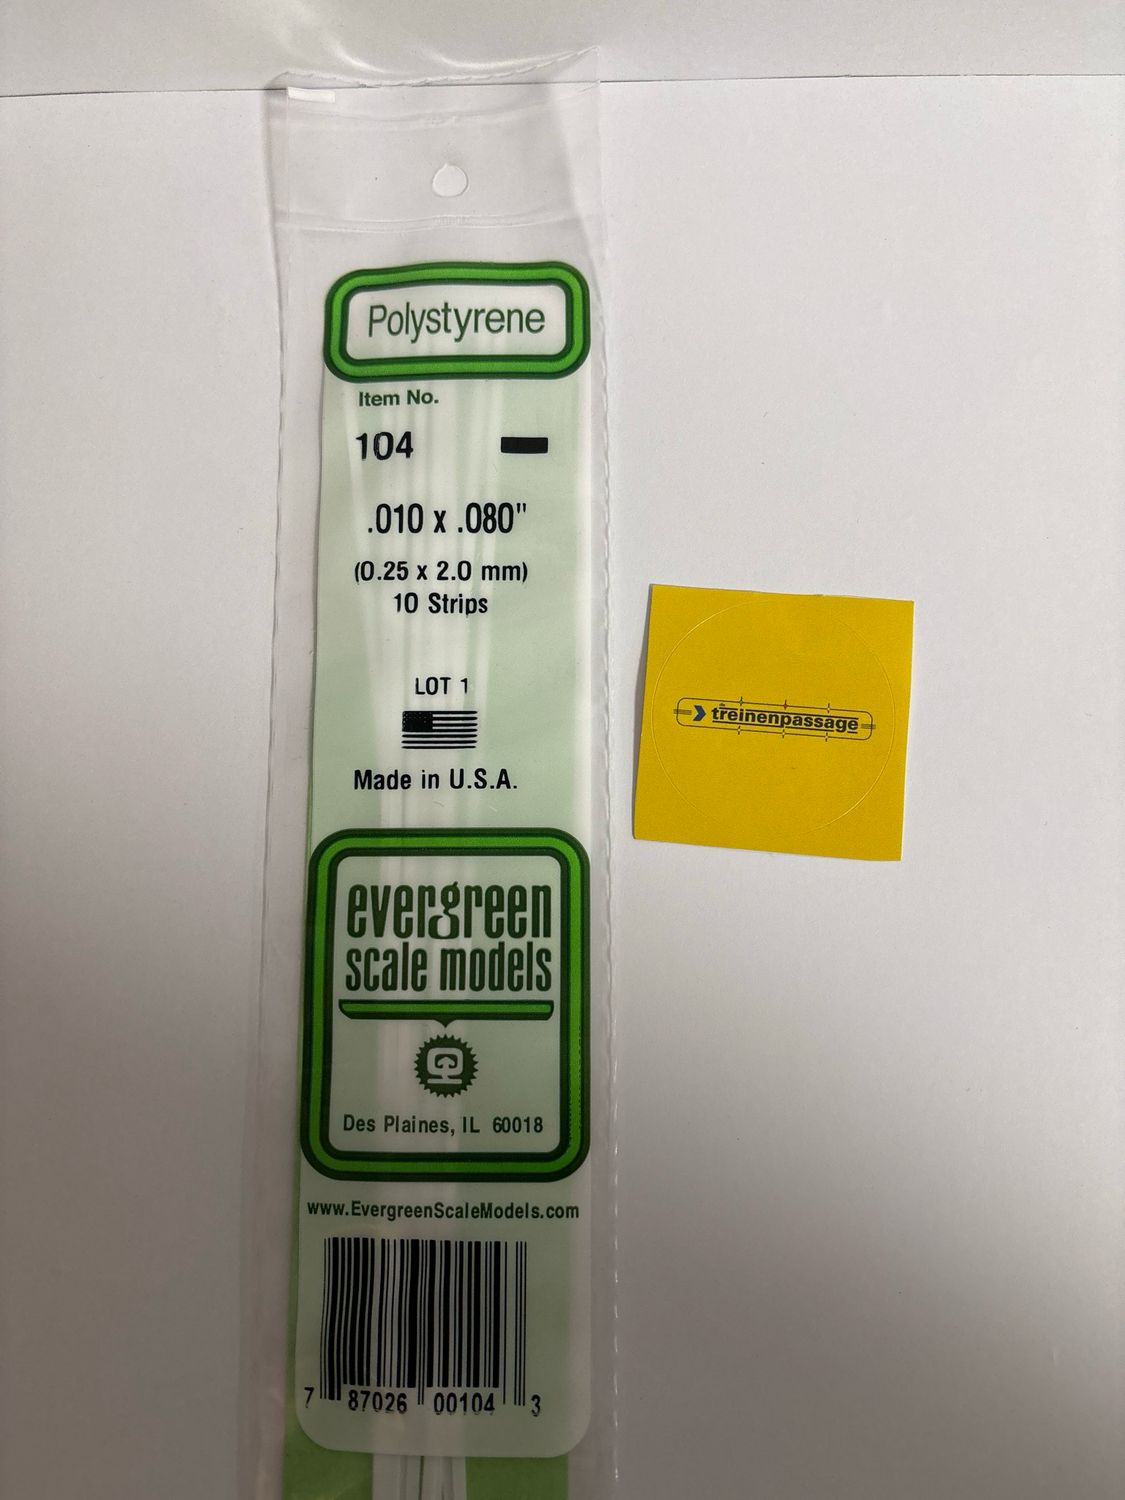 Polystyrene
Item No.
104
.010 x .080"
(0.25 x 2.0 mm)
10 Strips
LOT 1
Made in U.S.A.
evergreen
scale models
Des Plaines, IL 60018
www.EvergreenScaleModels.com
7 87026 00104 3
de
treinenpassage